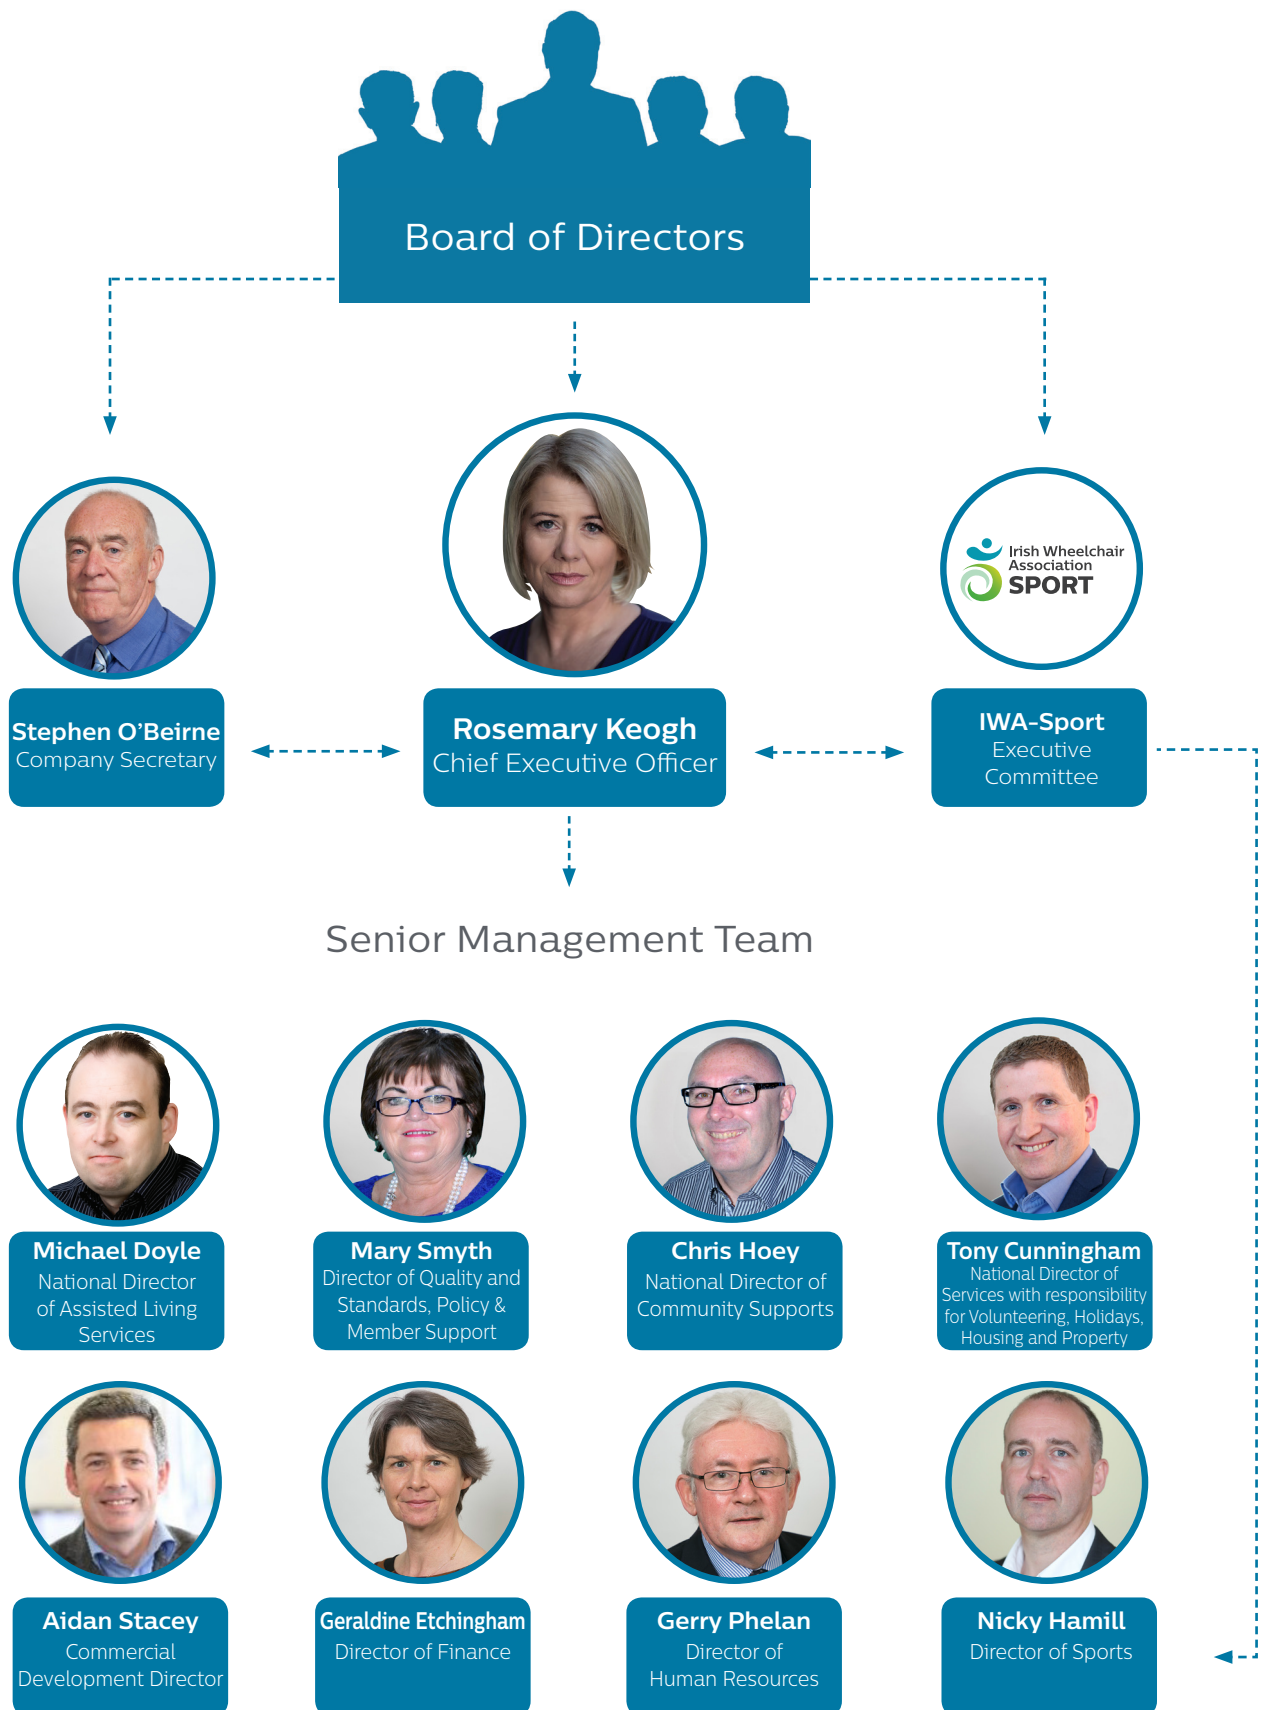 Board of Directors
Irish Wheelchair
Association
SPORT
Stephen O'Beirne
Company Secretary
Rosemary Keogh
Chief Executive Officer
IWA-Sport
Executive
Committee
Senior Management Team
Michael Doyle
National Director
of Assisted Living
Services
Mary Smyth
Director of Quality and
Standards, Policy &
Member Support
Chris Hoey
National Director of
Community Supports
Tony Cunningham
National Director of
Services with responsibility
for Volunteering, Holidays,
Housing and Property
Aidan Stacey
Commercial
Development Director
Geraldine Etchingham
Director of Finance
Gerry Phelan
Director of
Human Resources
Nicky Hamill
Director of Sports